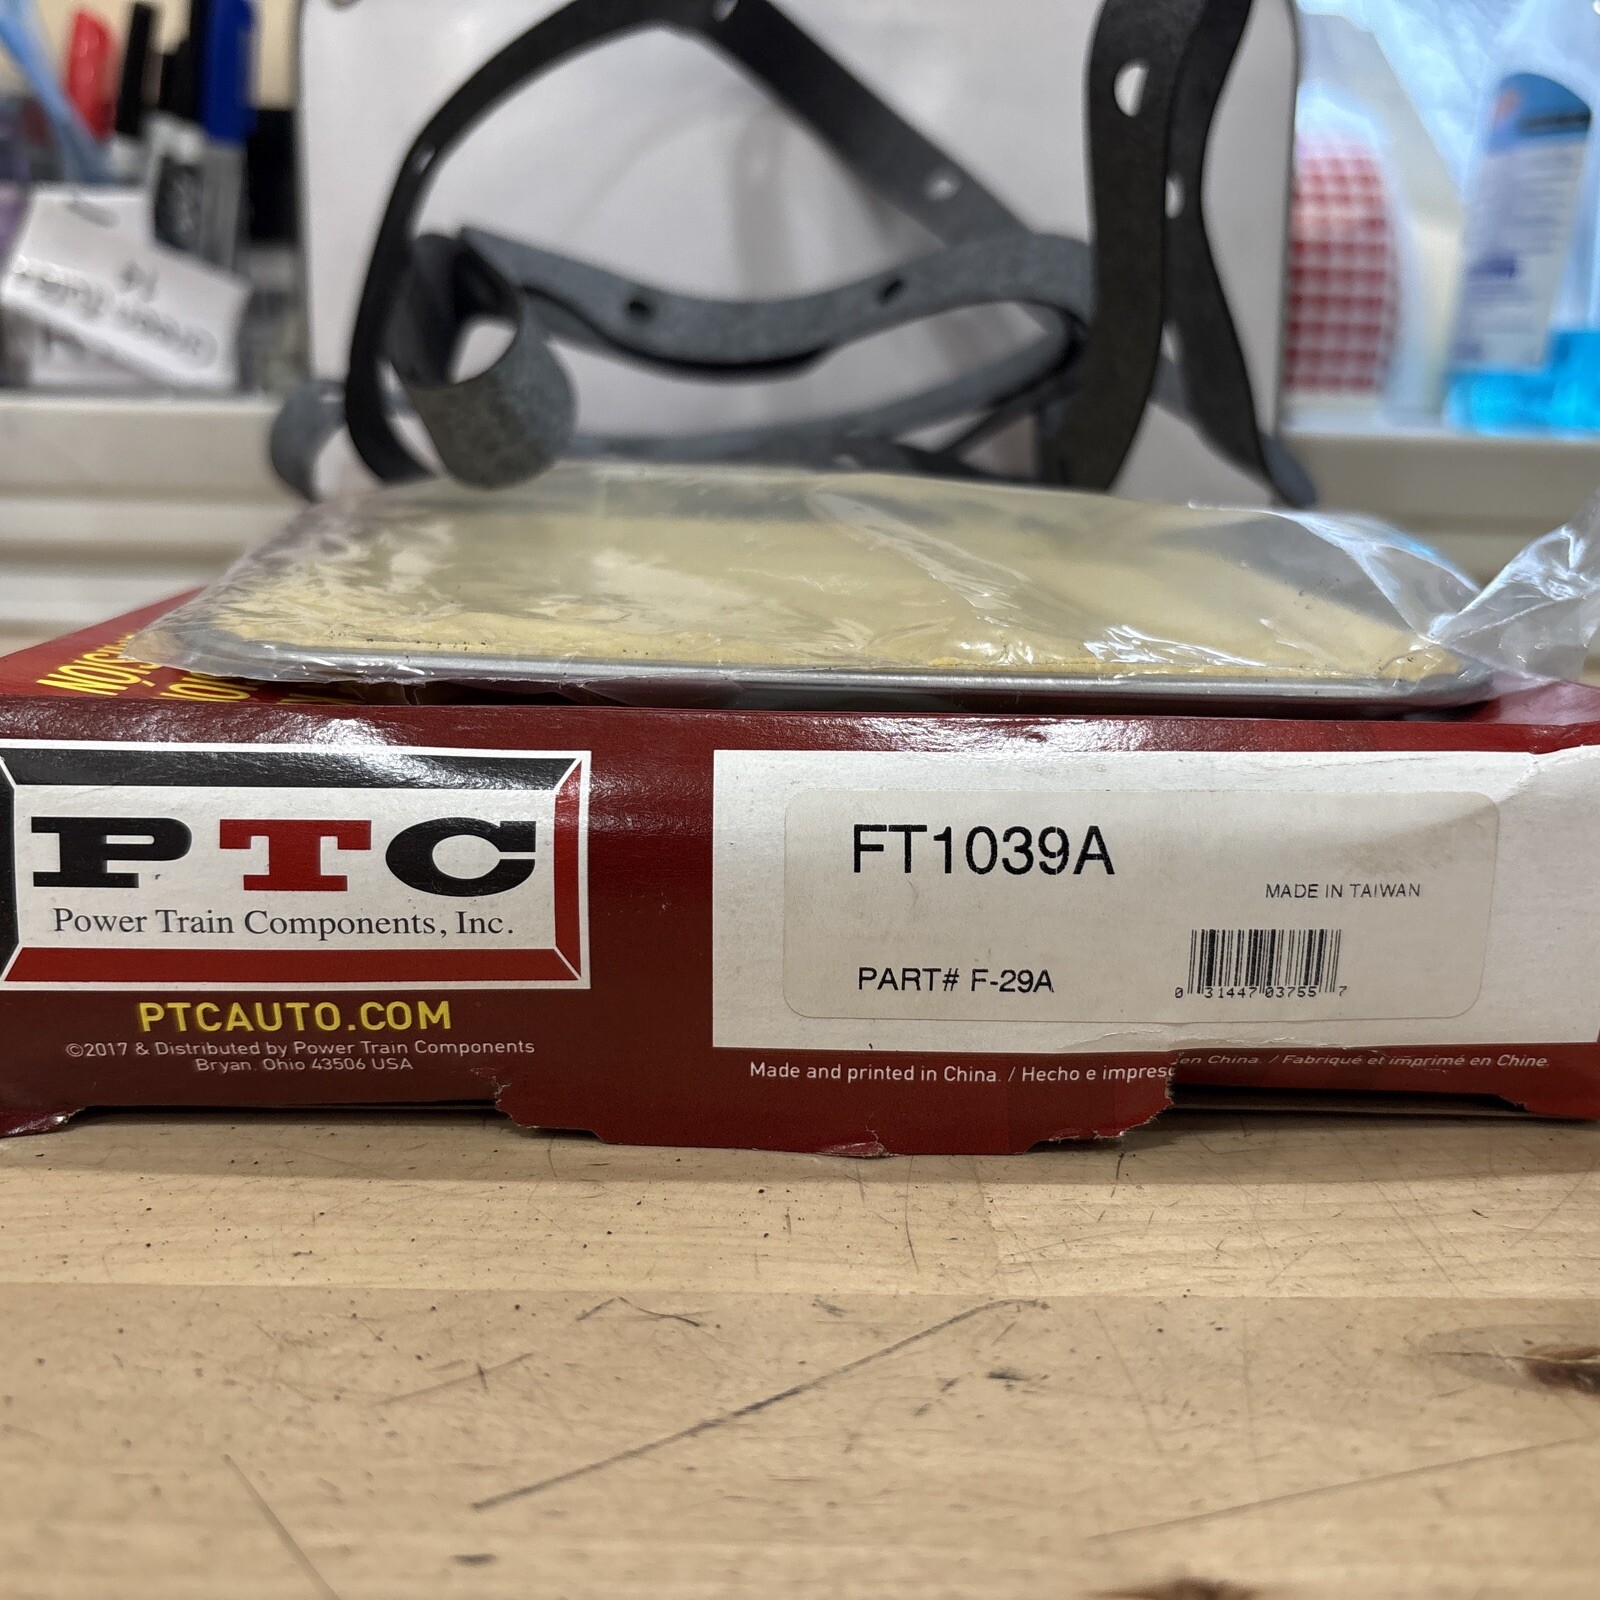 PTC
Power Train Components, Inc.
PTCAUTO.COM
©2017 & Distributed by Power Train Components
Bryan, Ohio 43506 USA
FT1039A
MADE IN TAIWAN
PART# F-29A
0 31447 03755 7
Made and printed in China. / Hecho e impreso en China. / Fabriqué et imprimé en Chine.